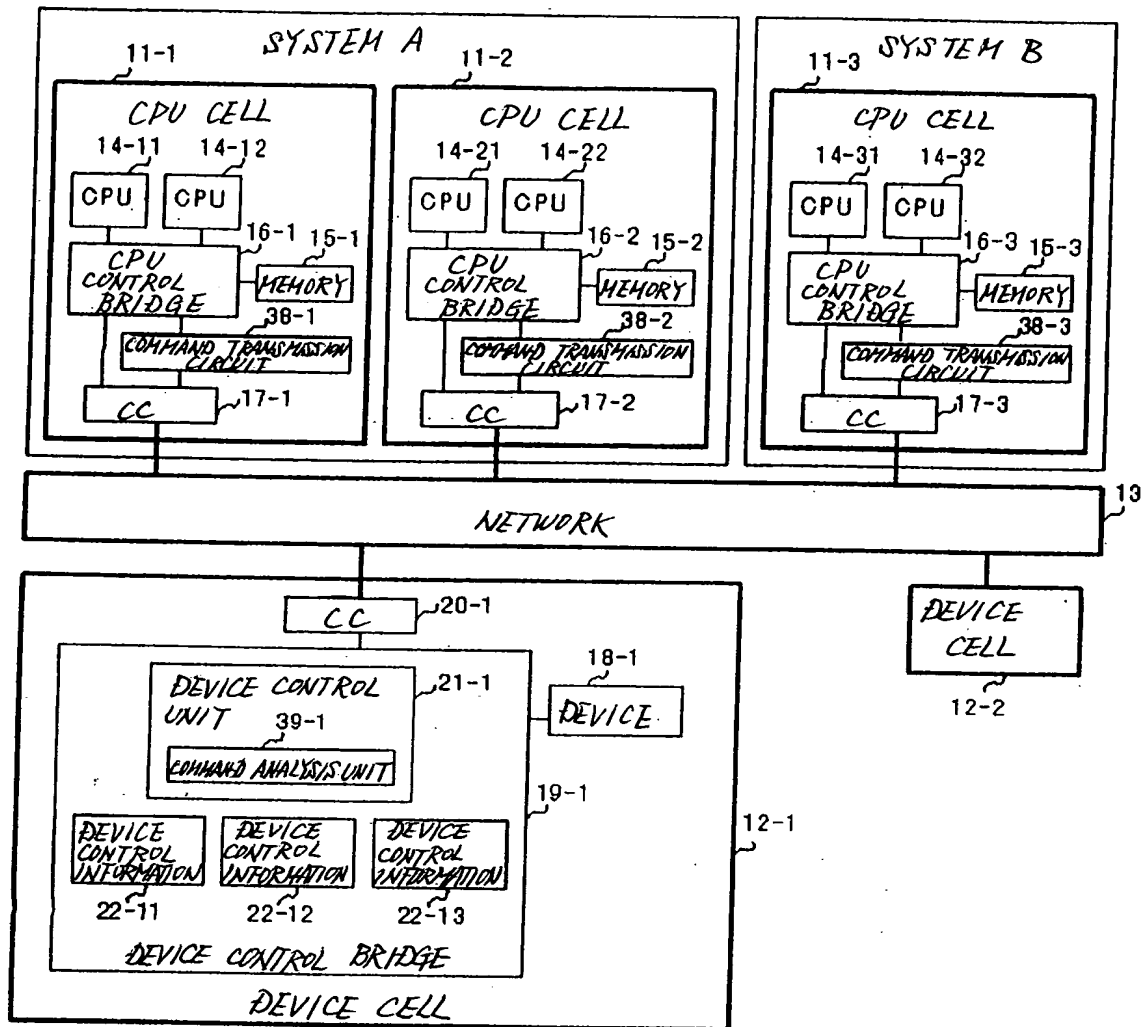 SYSTEM A
SYSTEM B
11-1
11-2
11-3
CPU CELL
CPU CELL
CPU CELL
14-11
14-12
14-21
14-22
14-31
14-32
CPU
CPU
CPU
CPU
CPU
CPU
16-1
15-1
16-2
15-2
16-3
15-3
CPU
CONTROL
BRIDGE
MEMORY
CPU
CONTROL
BRIDGE
MEMORY
CPU
CONTROL
BRIDGE
MEMORY
38-1
38-2
38-3
COMMAND TRANSMISSION
CIRCUIT
COMMAND TRANSMISSION
CIRCUIT
COMMAND TRANSMISSION
CIRCUIT
CC
17-1
CC
17-2
CC
17-3
NETWORK
13
CC
20-1
DEVICE
CELL
12-2
DEVICE CONTROL
UNIT
21-1
18-1
DEVICE
39-1
COMMAND ANALYSIS UNIT
19-1
12-1
DEVICE
CONTROL
INFORMATION
DEVICE
CONTROL
INFORMATION
DEVICE
CONTROL
INFORMATION
22-11
22-12
22-13
DEVICE CONTROL BRIDGE
DEVICE CELL